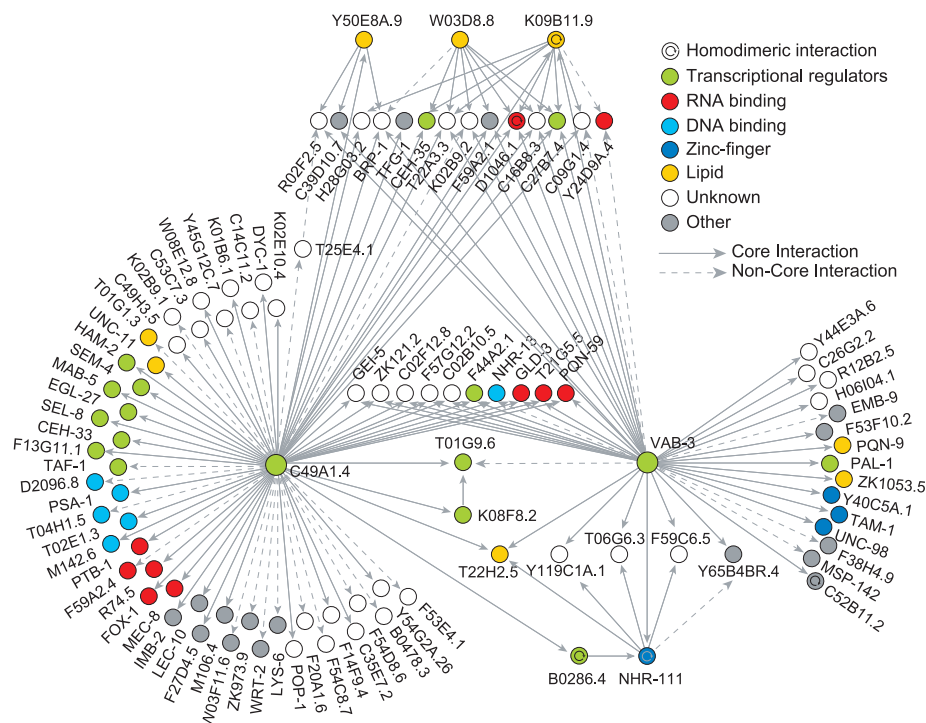 Y50E8A.9
W03D8.8
K09B11.9
Homodimeric interaction
Transcriptional regulators
RNA binding
DNA binding
Zinc-finger
Lipid
Unknown
Other
Core Interaction
Non-Core Interaction
R02F2.5
C39D10.7
H28G03.2
BRP-1
TFG-1
CEH-35
T22A3.3
K02B9.2
F59A2.1
D1046.1
C16B8.3
C27B7.4
C09G1.4
Y24D9A.4
T25E4.1
K02E10.4
DYC-1
C14C11.2
K01B6.1
Y45G12C.7
W08E12.8
C53C7.3
K02B9.1
C49H3.5
T01G1.3
UNC-11
HAM-2
SEM-4
MAB-5
EGL-27
SEL-8
CEH-33
F13G11.1
TAF-1
D2096.8
PSA-1
T04H1.5
T02E1.3
M142.6
PTB-1
F59A2.4
R74.5
FOX-1
MEC-8
IMB-2
LEC-10
F27D4.5
M106.4
W03F11.6
ZK973.9
WRT-2
LYS-6
POP-1
F20A1.6
F54C8.7
F14F9.4
C35E7.2
F54D8.6
B0478.3
Y54G2A.26
F53E4.1
GEI-5
ZK121.2
C02F12.8
F57G12.2
C02B10.5
F44A2.1
NHR-13
GLD-3
T21G5.5
PQN-59
C49A1.4
T01G9.6
K08F8.2
VAB-3
T22H2.5
Y119C1A.1
T06G6.3
F59C6.5
Y65B4BR.4
B0286.4
NHR-111
Y44E3A.6
C26G2.2
R12B2.5
H06I04.1
EMB-9
F53F10.2
PQN-9
PAL-1
ZK1053.5
Y40C5A.1
TAM-1
UNC-98
F38H4.9
MSP-142
C52B11.2